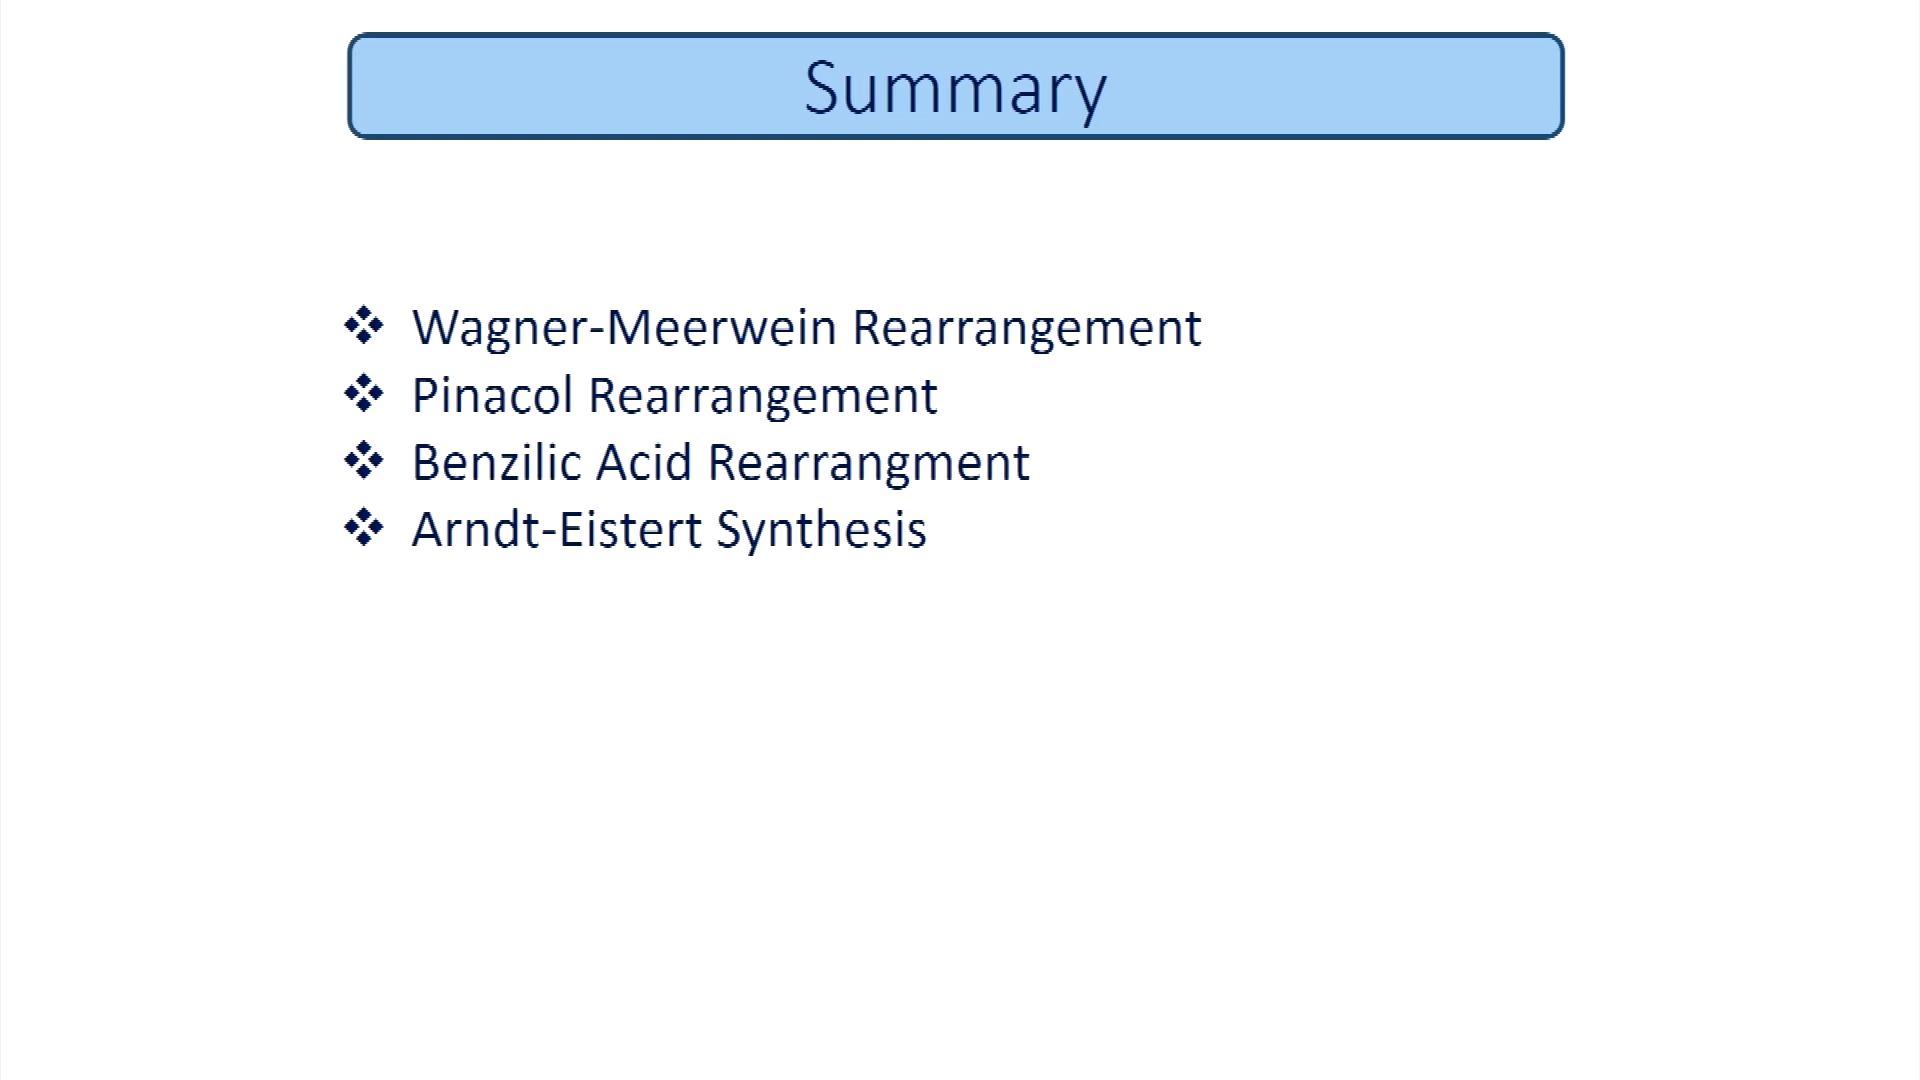 Summary
❖ Wagner-Meerwein Rearrangement
❖ Pinacol Rearrangement
❖ Benzilic Acid Rearrangment
❖ Arndt-Eistert Synthesis